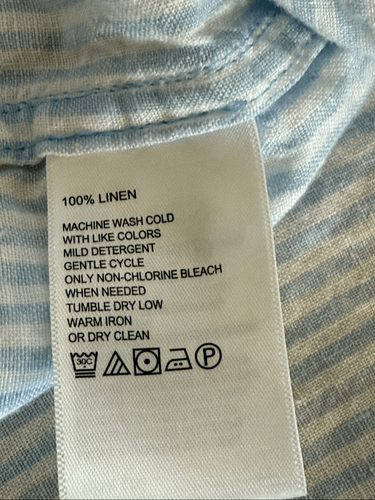 100% LINEN
MACHINE WASH COLD
WITH LIKE COLORS
MILD DETERGENT
GENTLE CYCLE
ONLY NON-CHLORINE BLEACH
WHEN NEEDED
TUMBLE DRY LOW
WARM IRON
OR DRY CLEAN
30C P